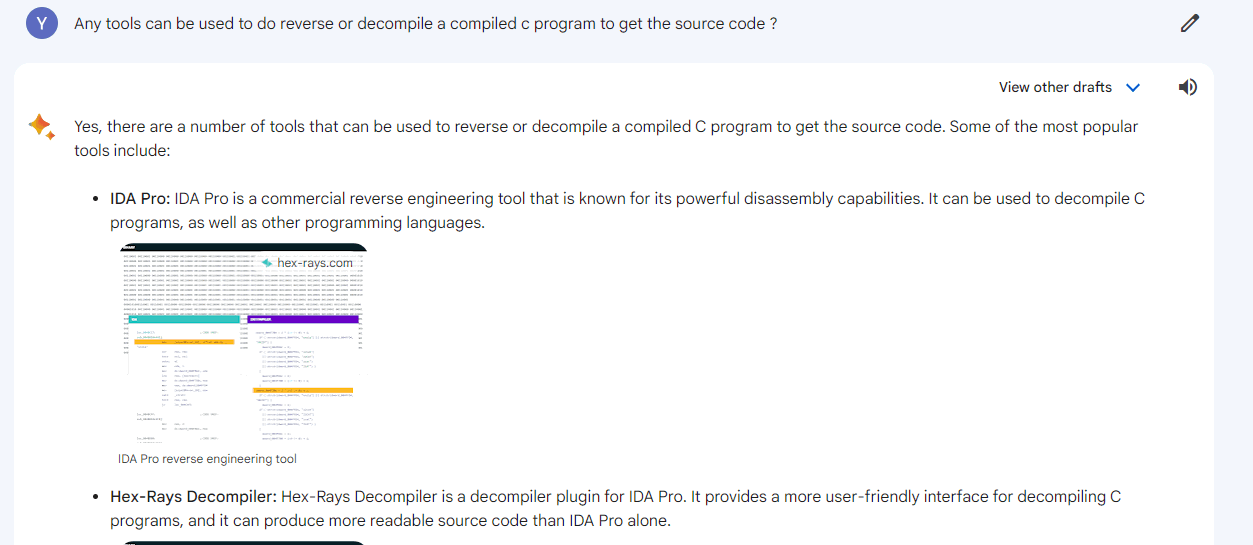 Y
Any tools can be used to do reverse or decompile a compiled c program to get the source code ?
View other drafts
Yes, there are a number of tools that can be used to reverse or decompile a compiled C program to get the source code. Some of the most popular
tools include:
• IDA Pro: IDA Pro is a commercial reverse engineering tool that is known for its powerful disassembly capabilities. It can be used to decompile C
programs, as well as other programming languages.
hex-rays.com
IDA Pro reverse engineering tool
• Hex-Rays Decompiler: Hex-Rays Decompiler is a decompiler plugin for IDA Pro. It provides a more user-friendly interface for decompiling C
programs, and it can produce more readable source code than IDA Pro alone.